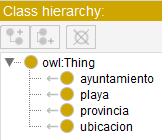 Class hierarchy:
owl:Thing
ayuntamiento
playa
provincia
ubicacion